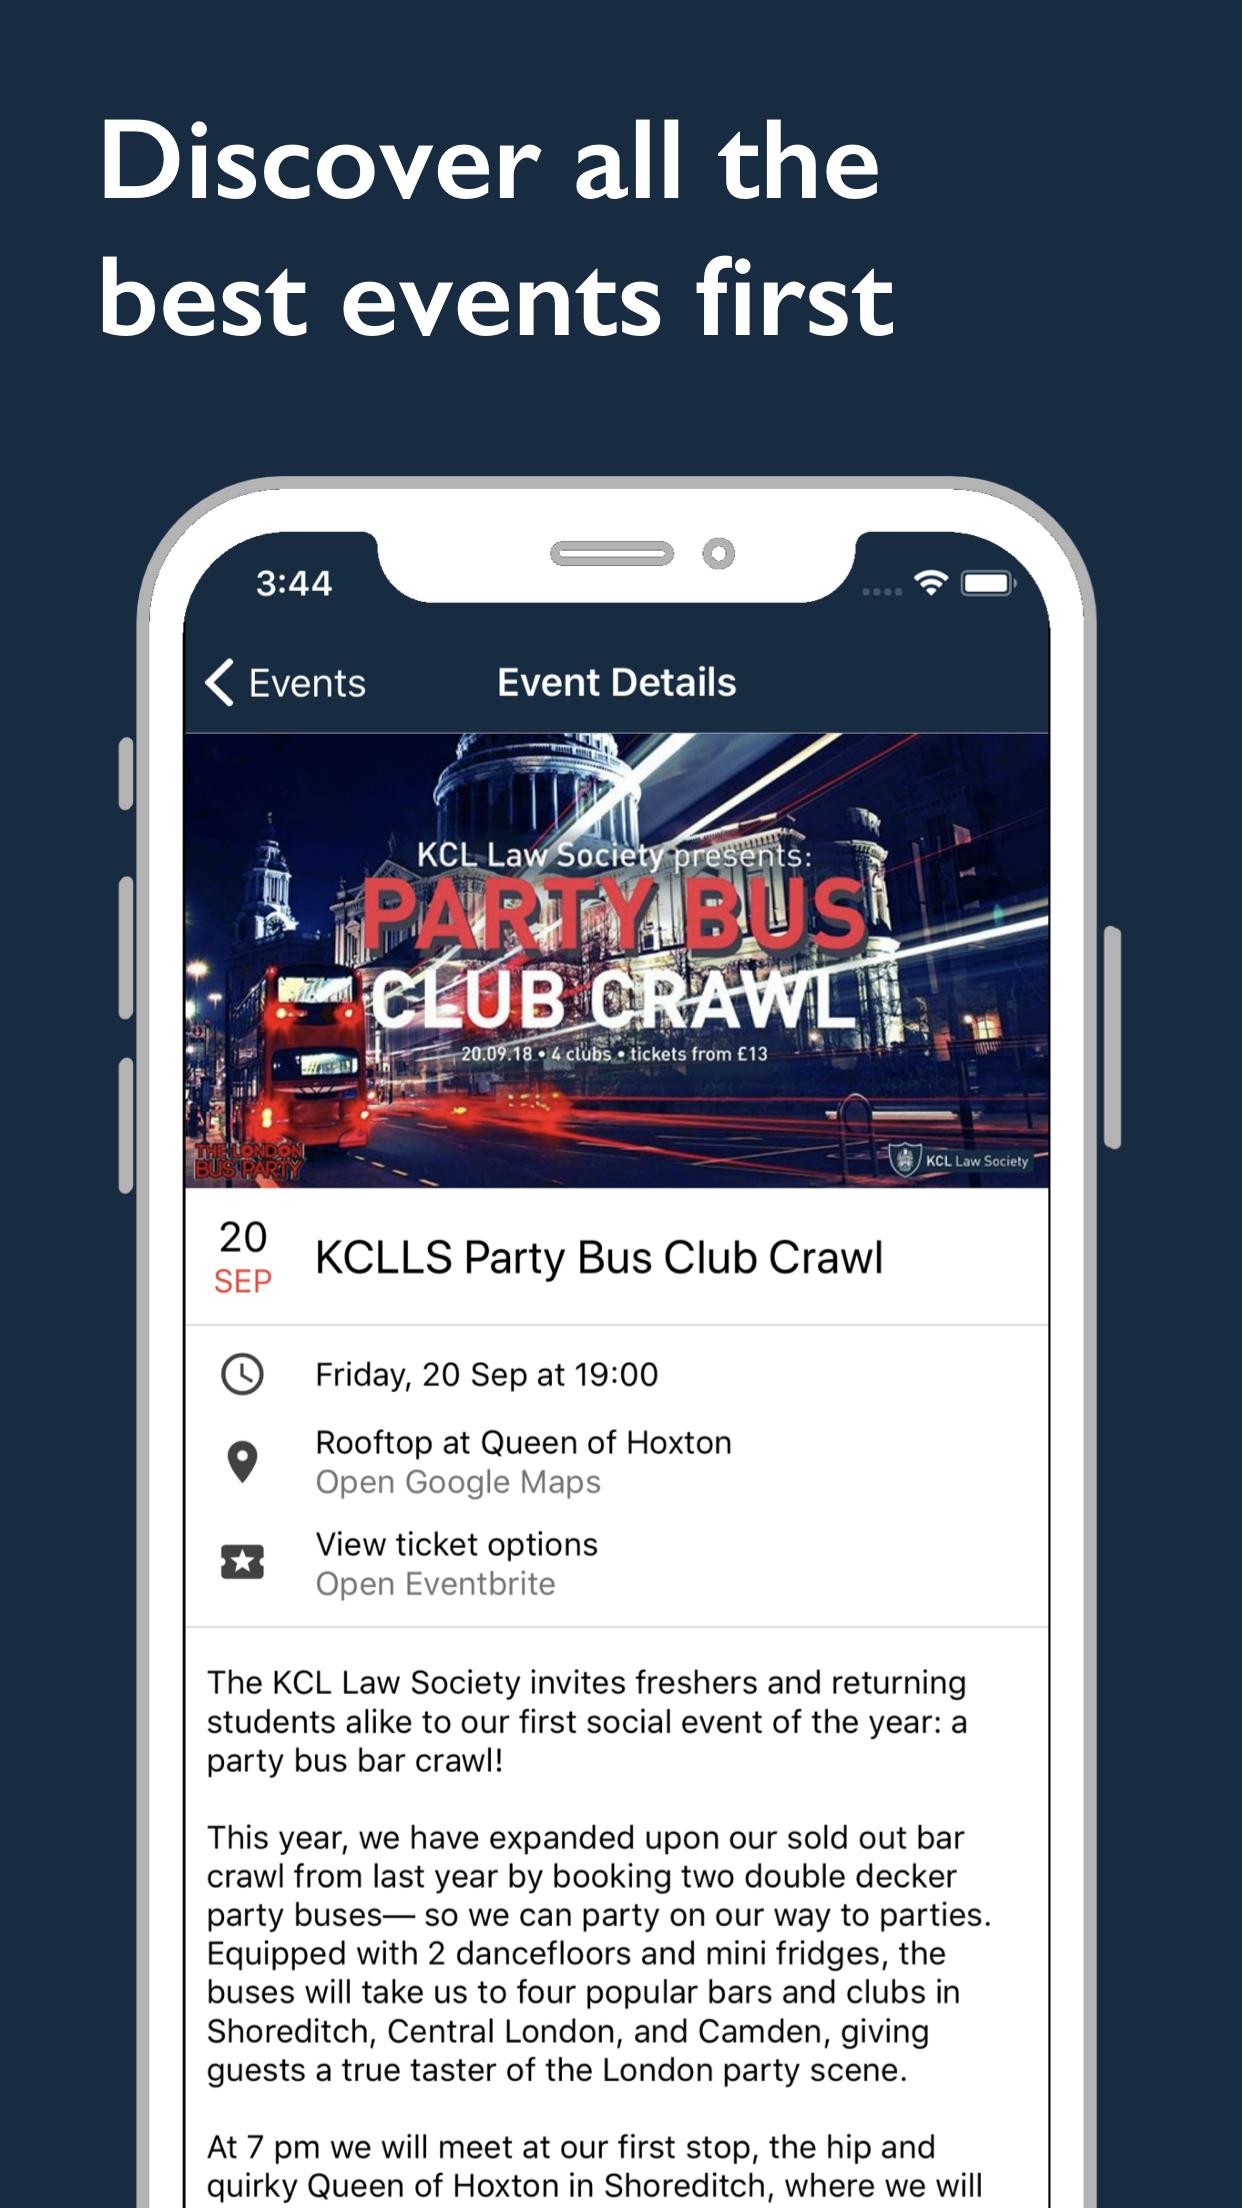 Discover all the
best events first
3:44
Events
Event Details
KCL Law Society presents:
PARTY BUS
CLUB CRAWL
20.09.18 • 4 clubs • tickets from £13
THE LONDON
BUS PARTY
KCL Law Society
20
SEP
KCLLS Party Bus Club Crawl
Friday, 20 Sep at 19:00
Rooftop at Queen of Hoxton
Open Google Maps
View ticket options
Open Eventbrite
The KCL Law Society invites freshers and returning
students alike to our first social event of the year: a
party bus bar crawl!
This year, we have expanded upon our sold out bar
crawl from last year by booking two double decker
party buses— so we can party on our way to parties.
Equipped with 2 dancefloors and mini fridges, the
buses will take us to four popular bars and clubs in
Shoreditch, Central London, and Camden, giving
guests a true taster of the London party scene.
At 7 pm we will meet at our first stop, the hip and
quirky Queen of Hoxton in Shoreditch, where we will